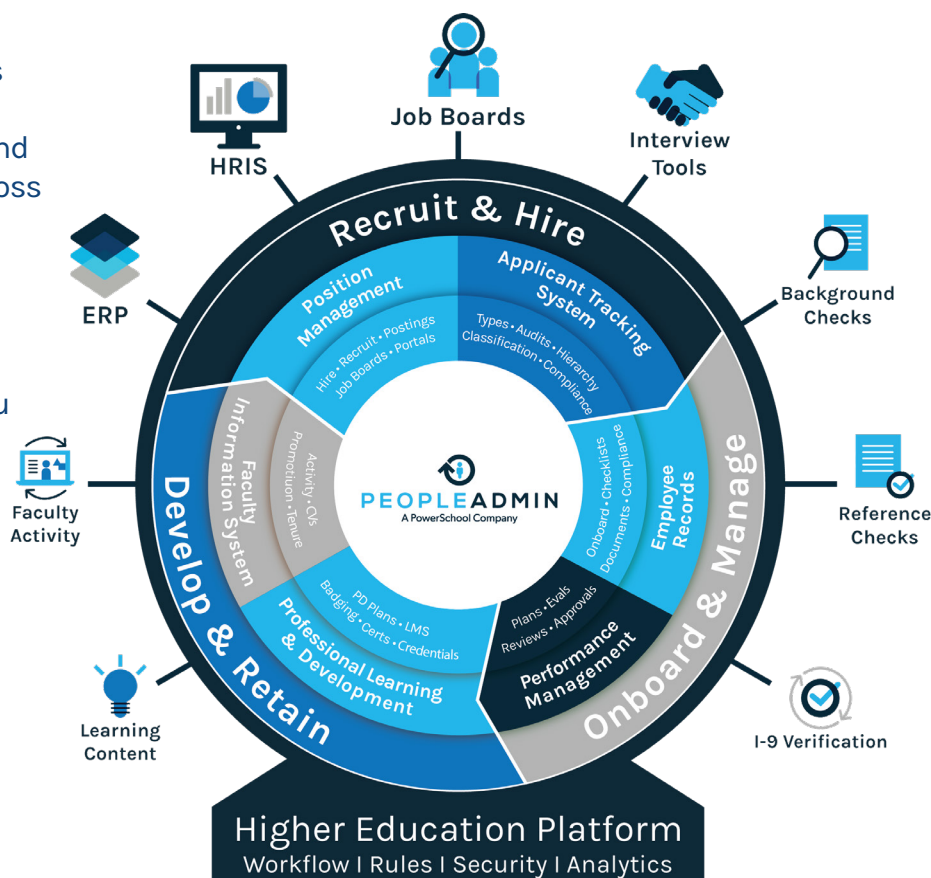 s
nd
oss
u
Job Boards
HRIS
Interview
Tools
ERP
Background
Checks
Faculty
Activity
Reference
Checks
Learning
Content
I-9 Verification
Recruit & Hire
Position
Management
Hire • Recruit • Postings
Job Boards • Portals
Applicant Tracking
System
Types • Audits • Hierarchy
Classification • Compliance
Onboard & Manage
Employee
Records
Onboard • Checklists
Documents • Compliance
Performance
Management
Plans • Evals
Reviews • Approvals
Develop & Retain
Professional Learning
& Development
PD Plans • LMS
Badging • Certs • Credentials
Faculty
Information System
Activity • CVs
Promotiuon • Tenure
PEOPLEADMIN
A PowerSchool Company
Higher Education Platform
Workflow I Rules I Security I Analytics